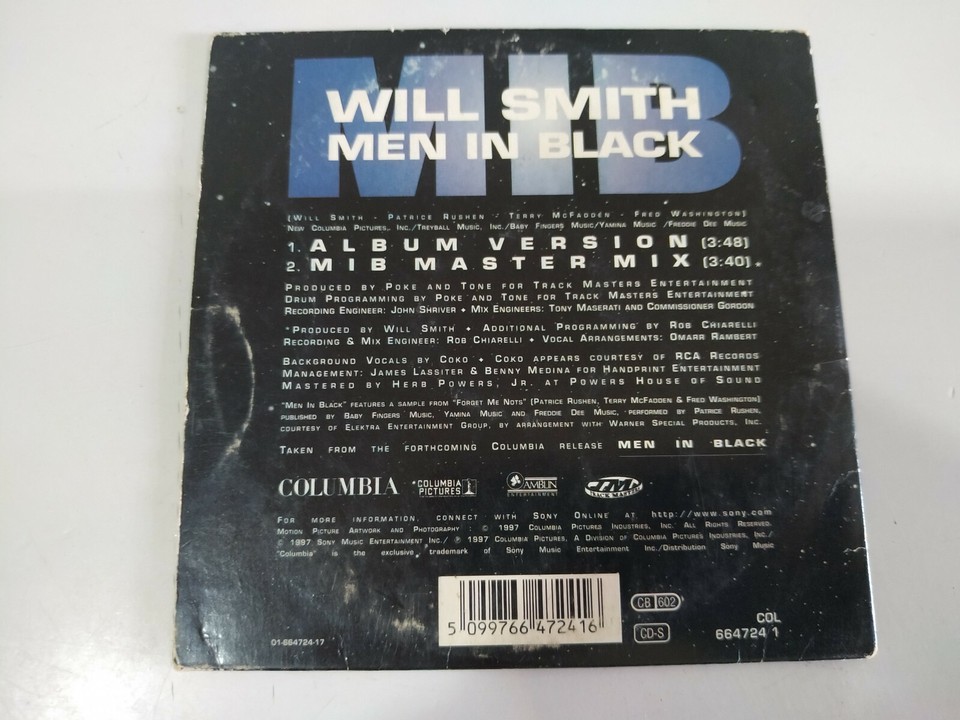 MIB
WILL SMITH
MEN IN BLACK
(WILL SMITH - PATRICE RUSHEN - TERRY MCFADDEN - FRED WASHINGTON)
NEW COLUMBIA PICTURES, INC./TREYBALL MUSIC, INC./BABY FINGERS MUSIC/YAMINA MUSIC /FREDDIE DEE MUSIC
1. ALBUM VERSION (3:48)
2. MIB MASTER MIX (3:40)*
PRODUCED BY POKE AND TONE FOR TRACK MASTERS ENTERTAINMENT
DRUM PROGRAMMING BY POKE AND TONE FOR TRACK MASTERS ENTERTAINMENT
RECORDING ENGINEER: JOHN SHRIVER • MIX ENGINEERS: TONY MASERATI AND COMMISSIONER GORDON
*PRODUCED BY WILL SMITH • ADDITIONAL PROGRAMMING BY ROB CHIARELLI
RECORDING & MIX ENGINEER: ROB CHIARELLI • VOCAL ARRANGEMENTS: OMARR RAMBERT
BACKGROUND VOCALS BY COKO • COKO APPEARS COURTESY OF RCA RECORDS
MANAGEMENT: JAMES LASSITER & BENNY MEDINA FOR HANDPRINT ENTERTAINMENT
MASTERED BY HERB POWERS, JR. AT POWERS HOUSE OF SOUND
"MEN IN BLACK" FEATURES A SAMPLE FROM "FORGET ME NOTS" (PATRICE RUSHEN, TERRY MCFADDEN & FRED WASHINGTON)
PUBLISHED BY BABY FINGERS MUSIC, YAMINA MUSIC AND FREDDIE DEE MUSIC, PERFORMED BY PATRICE RUSHEN,
COURTESY OF ELEKTRA ENTERTAINMENT GROUP, BY ARRANGEMENT WITH WARNER SPECIAL PRODUCTS, INC.
TAKEN FROM THE FORTHCOMING COLUMBIA RELEASE MEN IN BLACK
COLUMBIA COLUMBIA PICTURES AMBLIN ENTERTAINMENT TM TRACK MASTERS
FOR MORE INFORMATION, CONNECT WITH SONY ONLINE AT http://www.sony.com
MOTION PICTURE ARTWORK AND PHOTOGRAPHY : © 1997 COLUMBIA PICTURES INDUSTRIES, INC. ALL RIGHTS RESERVED.
© 1997 SONY MUSIC ENTERTAINMENT INC./ ℗ 1997 COLUMBIA PICTURES, A DIVISION OF COLUMBIA PICTURES INDUSTRIES, INC./
"Columbia" is the exclusive trademark of Sony Music Entertainment Inc./Distribution Sony Music
5 099766 472416
CB 602
CD-S
COL
664724 1
01-664724-17